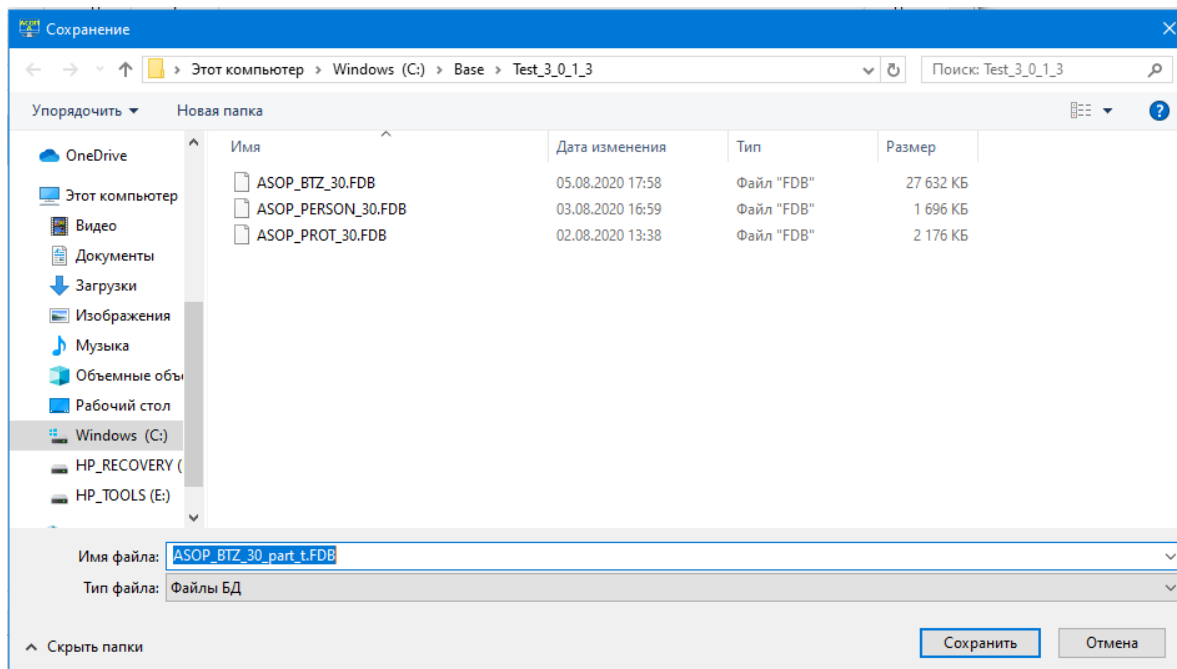 Сохранение
Этот компьютер › Windows (C:) › Base › Test_3_0_1_3
Поиск: Test_3_0_1_3
Упорядочить Новая папка
Имя Дата изменения Тип Размер
OneDrive
Этот компьютер
Видео
Документы
Загрузки
Изображения
Музыка
Объемные объ
Рабочий стол
Windows (C:)
HP_RECOVERY (
HP_TOOLS (E:)
ASOP_BTZ_30.FDB 05.08.2020 17:58 Файл "FDB" 27 632 КБ
ASOP_PERSON_30.FDB 03.08.2020 16:59 Файл "FDB" 1 696 КБ
ASOP_PROT_30.FDB 02.08.2020 13:38 Файл "FDB" 2 176 КБ
Имя файла: ASOP_BTZ_30_part_t.FDB
Тип файла: Файлы БД
Скрыть папки
Сохранить Отмена